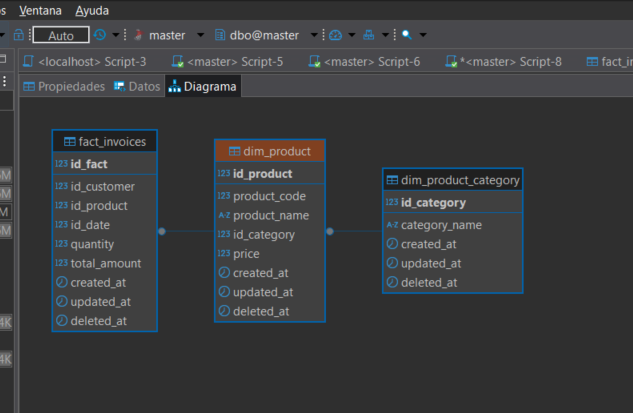 s Ventana Ayuda
Auto master dbo@master
<localhost> Script-3 <master> Script-5 <master> Script-6 *<master> Script-8 fact_in
Propiedades Datos Diagrama
fact_invoices
123 id_fact
123 id_customer
123 id_product
123 id_date
123 quantity
123 total_amount
created_at
updated_at
deleted_at
dim_product
123 id_product
123 product_code
A-Z product_name
123 id_category
123 price
created_at
updated_at
deleted_at
dim_product_category
123 id_category
A-Z category_name
created_at
updated_at
deleted_at
M
M
M
5M
4K
4K